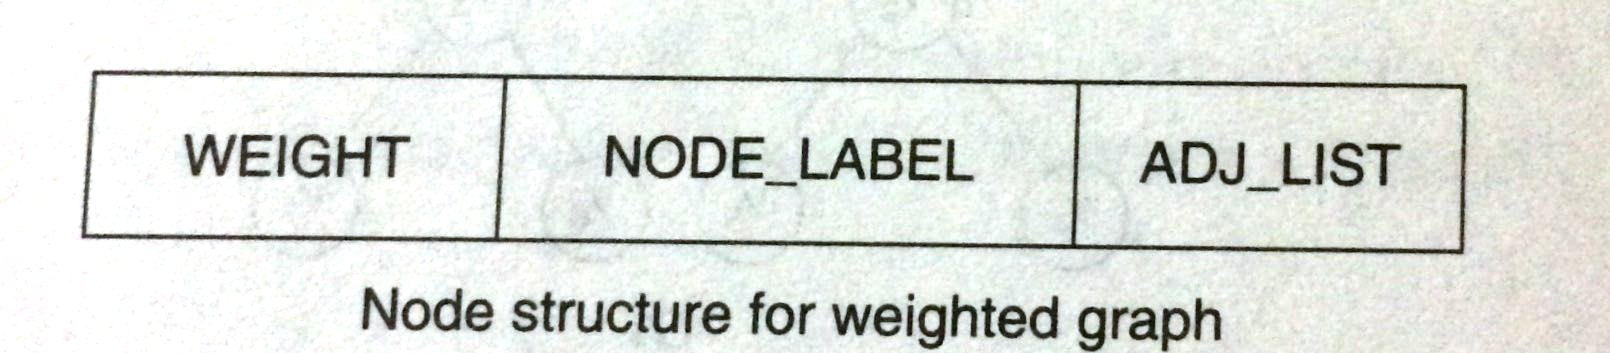 WEIGHT NODE_LABEL ADJ_LIST
Node structure for weighted graph